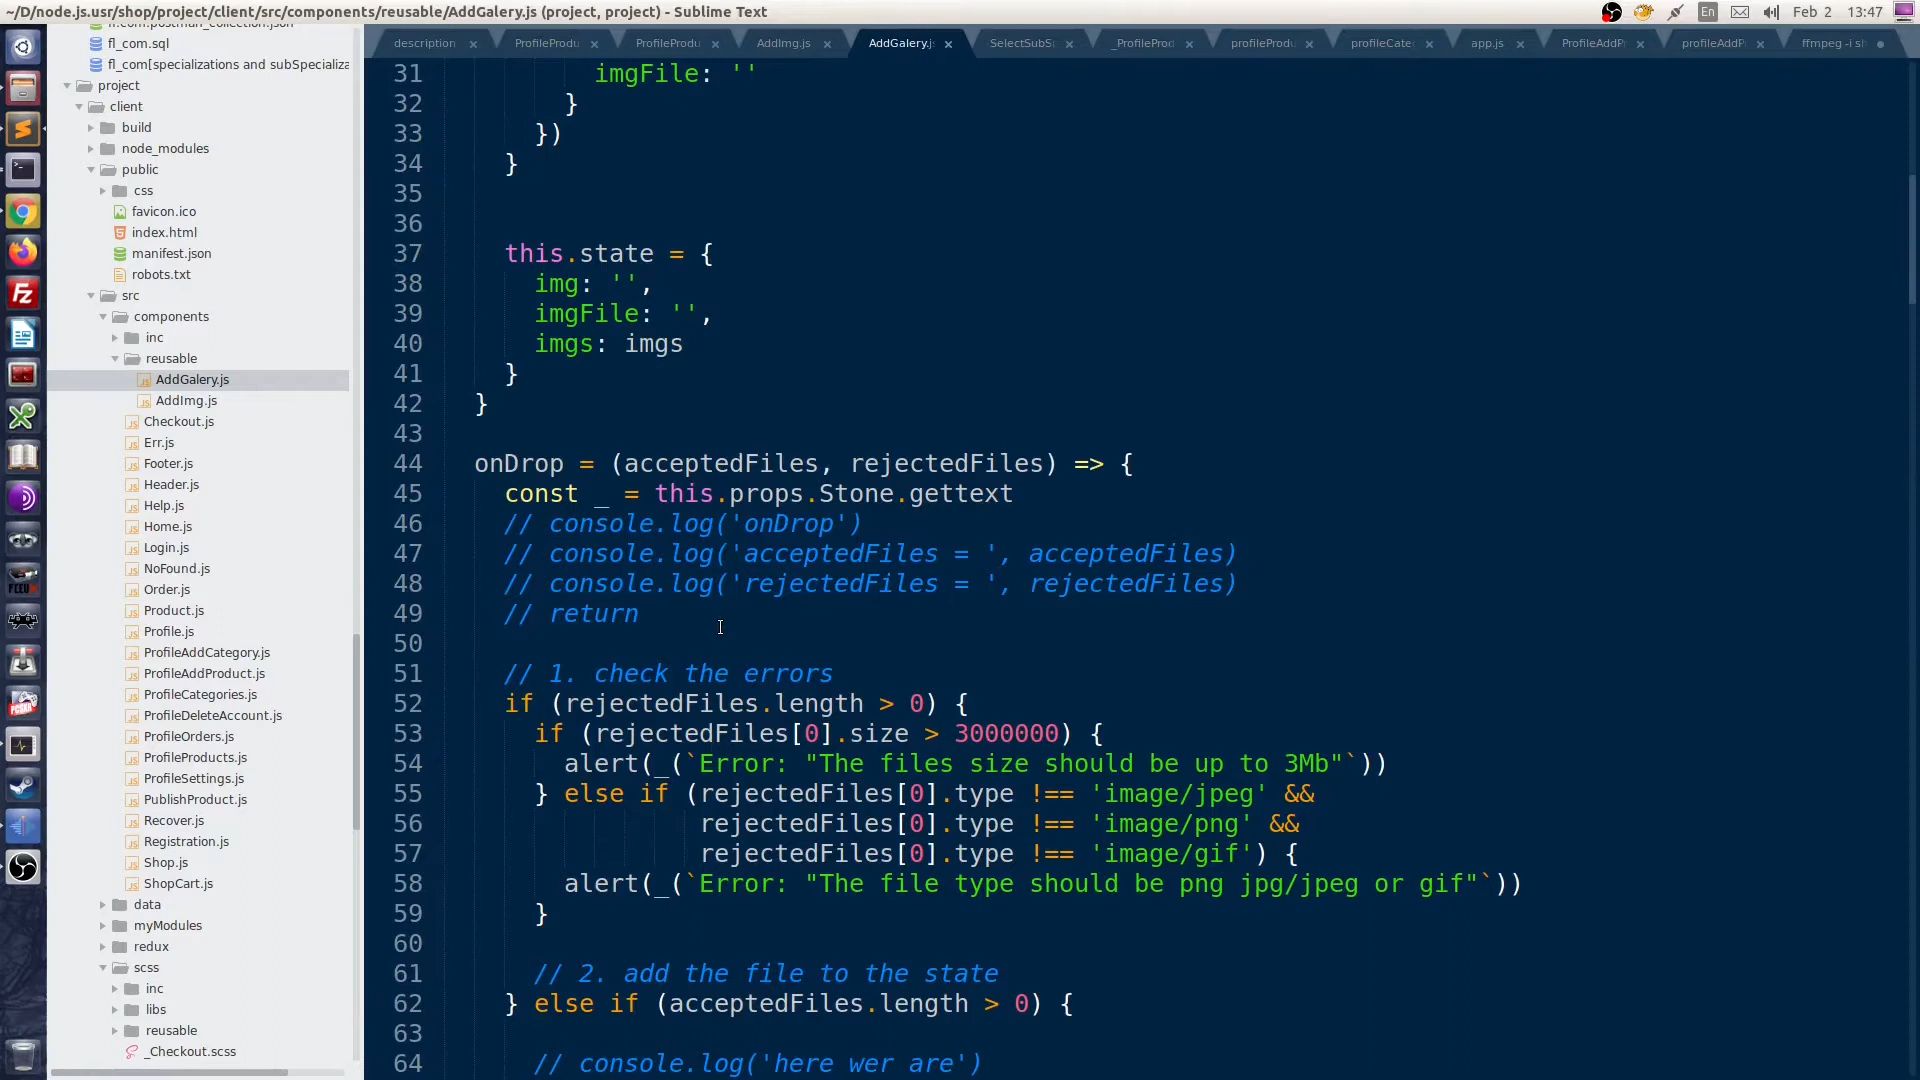 ~/D/node.js.usr/shop/project/client/src/components/reusable/AddGalery.js (project, project) - Sublime Text
En
Feb 2
13:47
description
ProfileProdu
ProfileProdu
AddImg.js
AddGalery.js
SelectSubS
_ProfileProd
profileProdu
profileCate
app.js
ProfileAddP
profileAddP
ffmpeg -i sh
fl_com.sql
fl_com[specializations and subSpecializa
project
client
build
node_modules
public
css
favicon.ico
index.html
manifest.json
robots.txt
src
components
inc
reusable
AddGalery.js
AddImg.js
Checkout.js
Err.js
Footer.js
Header.js
Help.js
Home.js
Login.js
NoFound.js
Order.js
Product.js
Profile.js
ProfileAddCategory.js
ProfileAddProduct.js
ProfileCategories.js
ProfileDeleteAccount.js
ProfileOrders.js
ProfileProducts.js
ProfileSettings.js
PublishProduct.js
Recover.js
Registration.js
Shop.js
ShopCart.js
data
myModules
redux
scss
inc
libs
reusable
_Checkout.scss
31 imgFile: ''
32 }
33 })
34 }
35
36
37 this.state = {
38 img: '',
39 imgFile: '',
40 imgs: imgs
41 }
42 }
43
44 onDrop = (acceptedFiles, rejectedFiles) => {
45 const _ = this.props.Stone.gettext
46 // console.log('onDrop')
47 // console.log('acceptedFiles = ', acceptedFiles)
48 // console.log('rejectedFiles = ', rejectedFiles)
49 // return
50
51 // 1. check the errors
52 if (rejectedFiles.length > 0) {
53 if (rejectedFiles[0].size > 3000000) {
54 alert(_(`Error: "The files size should be up to 3Mb"`))
55 } else if (rejectedFiles[0].type !== 'image/jpeg' &&
56 rejectedFiles[0].type !== 'image/png' &&
57 rejectedFiles[0].type !== 'image/gif') {
58 alert(_(`Error: "The file type should be png jpg/jpeg or gif"`))
59 }
60
61 // 2. add the file to the state
62 } else if (acceptedFiles.length > 0) {
63
64 // console.log('here wer are')